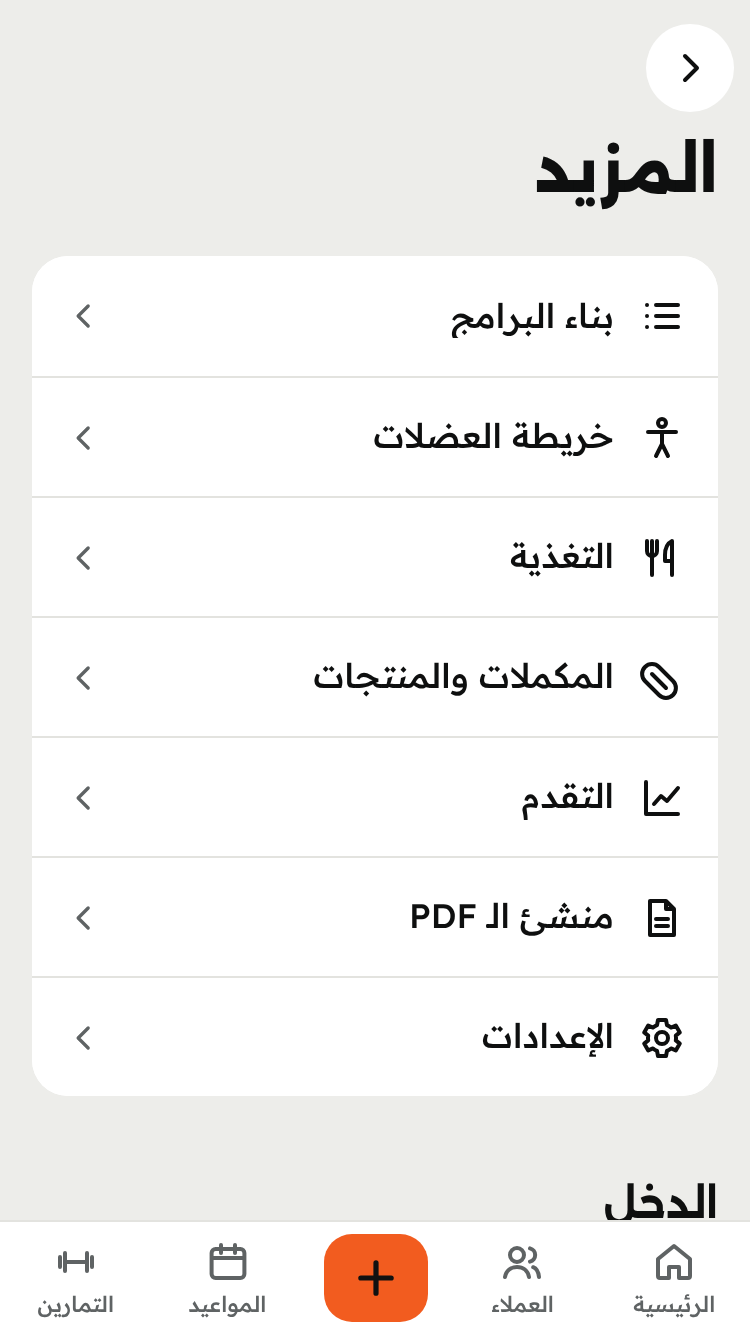 المزيد
بناء البرامج
خريطة العضلات
التغذية
المكملات والمنتجات
التقدم
منشئ الـ PDF
الإعدادات
الدخل
الرئيسية
العملاء
المواعيد
التمارين